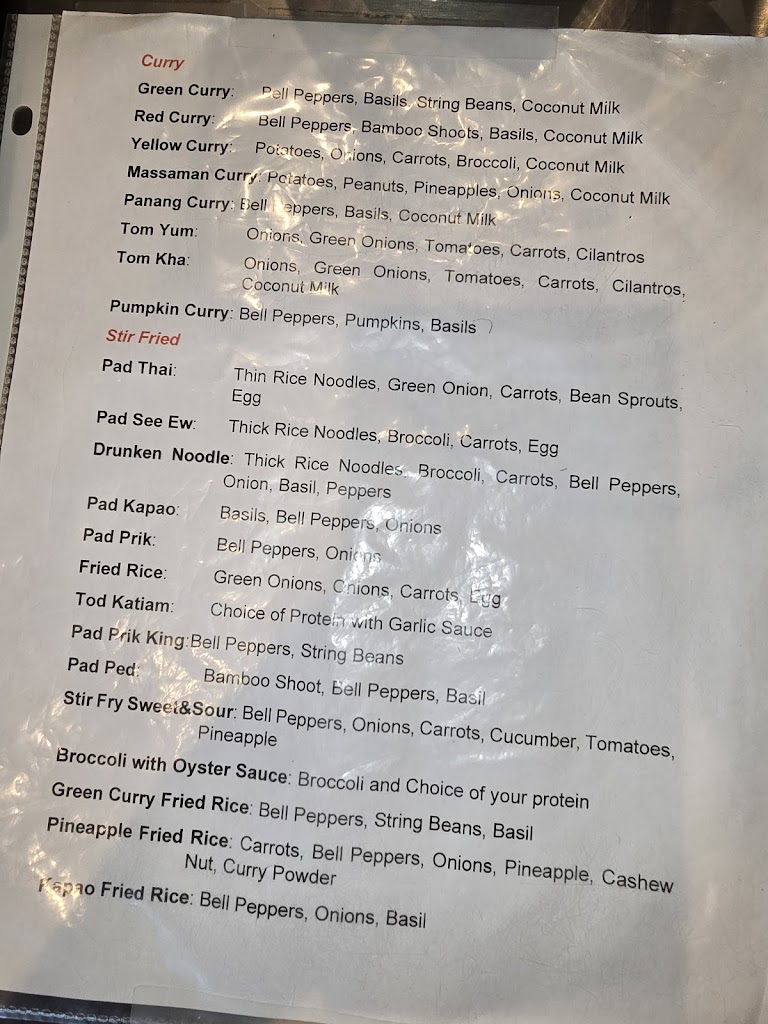 Curry
Green Curry: Bell Peppers, Basils, String Beans, Coconut Milk
Red Curry: Bell Peppers, Bamboo Shoots, Basils, Coconut Milk
Yellow Curry: Potatoes, Onions, Carrots, Broccoli, Coconut Milk
Massaman Curry: Potatoes, Peanuts, Pineapples, Onions, Coconut Milk
Panang Curry: Bell Peppers, Basils, Coconut Milk
Tom Yum: Onions, Green Onions, Tomatoes, Carrots, Cilantros
Tom Kha: Onions, Green Onions, Tomatoes, Carrots, Cilantros,
Coconut Milk
Pumpkin Curry: Bell Peppers, Pumpkins, Basils
Stir Fried
Pad Thai: Thin Rice Noodles, Green Onion, Carrots, Bean Sprouts,
Egg
Pad See Ew: Thick Rice Noodles, Broccoli, Carrots, Egg
Drunken Noodle: Thick Rice Noodles, Broccoli, Carrots, Bell Peppers,
Onion, Basil, Peppers
Pad Kapao: Basils, Bell Peppers, Onions
Pad Prik: Bell Peppers, Onions
Fried Rice: Green Onions, Onions, Carrots, Egg
Tod Katiam: Choice of Protein with Garlic Sauce
Pad Prik King:Bell Peppers, String Beans
Pad Ped: Bamboo Shoot, Bell Peppers, Basil
Stir Fry Sweet&Sour: Bell Peppers, Onions, Carrots, Cucumber, Tomatoes,
Pineapple
Broccoli with Oyster Sauce: Broccoli and Choice of your protein
Green Curry Fried Rice: Bell Peppers, String Beans, Basil
Pineapple Fried Rice: Carrots, Bell Peppers, Onions, Pineapple, Cashew
Nut, Curry Powder
Kapao Fried Rice: Bell Peppers, Onions, Basil